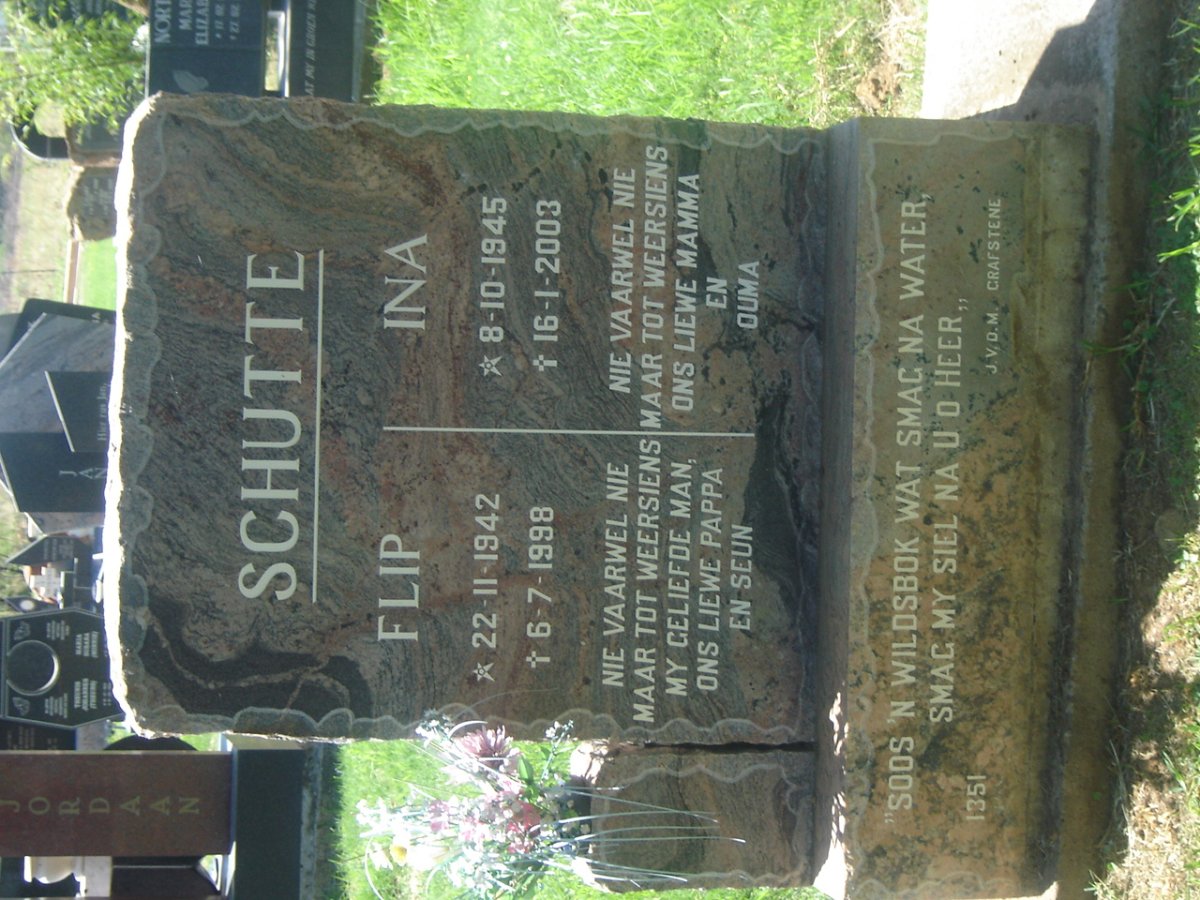 SCHUTTE
FLIP
22-11-1942
6-7-1998
NIE VAARWEL NIE
MAAR TOT WEERSIENS
MY GELIEFDE MAN,
ONS LIEWE PAPPA
EN SEUN
INA
8-10-1945
16-1-2003
NIE VAARWEL NIE
MAAR TOT WEERSIENS
ONS LIEWE MAMMA
EN
OUMA
"SOOS 'N WILDSBOK WAT SMAG NA WATER,
SMAG MY SIEL NA U O HEER,,
1351
J.V.D.M. GRAFSTENE
JORDAAN